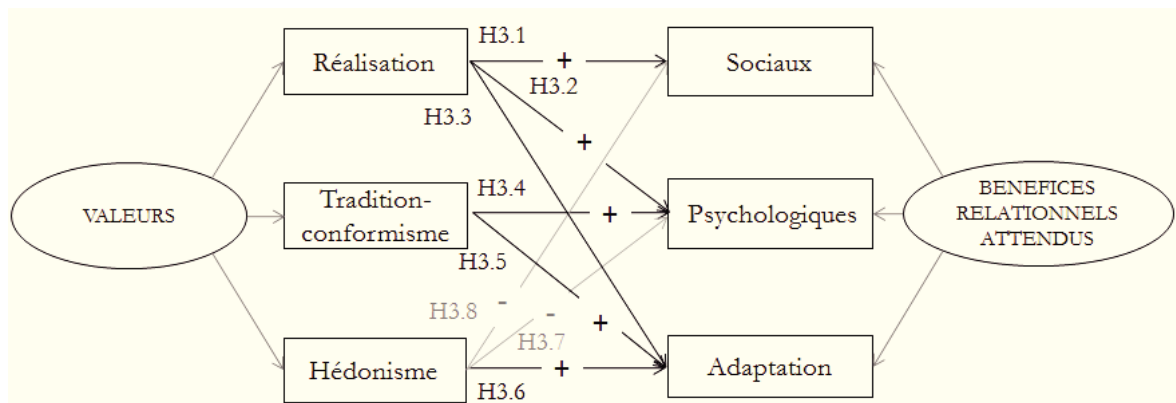 H3.1
Réalisation
+
Sociaux
H3.2
H3.3
+
VALEURS
Tradition-
conformisme
H3.4
+
Psychologiques
BENEFICES
RELATIONNELS
ATTENDUS
H3.5
-
H3.8
-
+
H3.7
Hédonisme
+
Adaptation
H3.6